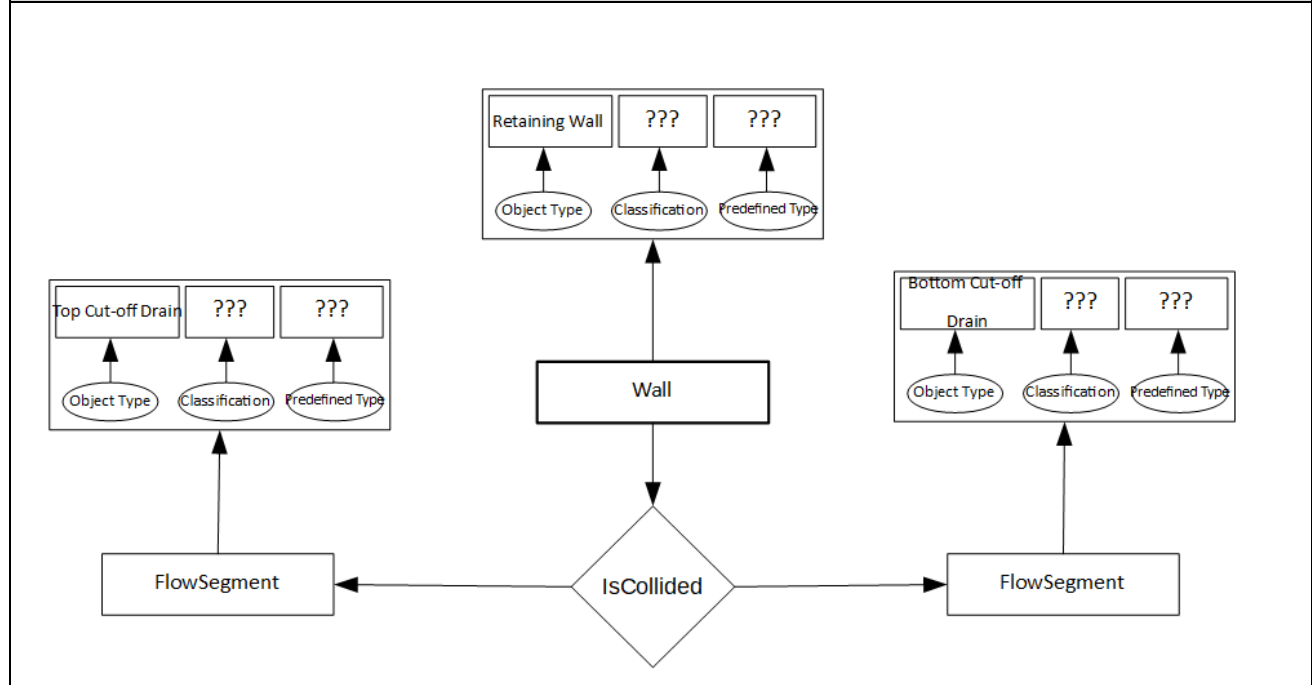 Retaining Wall ??? ???
Object Type Classification Predefined Type
Top Cut-off Drain ??? ???
Object Type Classification Predefined Type
Bottom Cut-off
Drain ??? ???
Object Type Classification Predefined Type
Wall
FlowSegment
IsCollided
FlowSegment